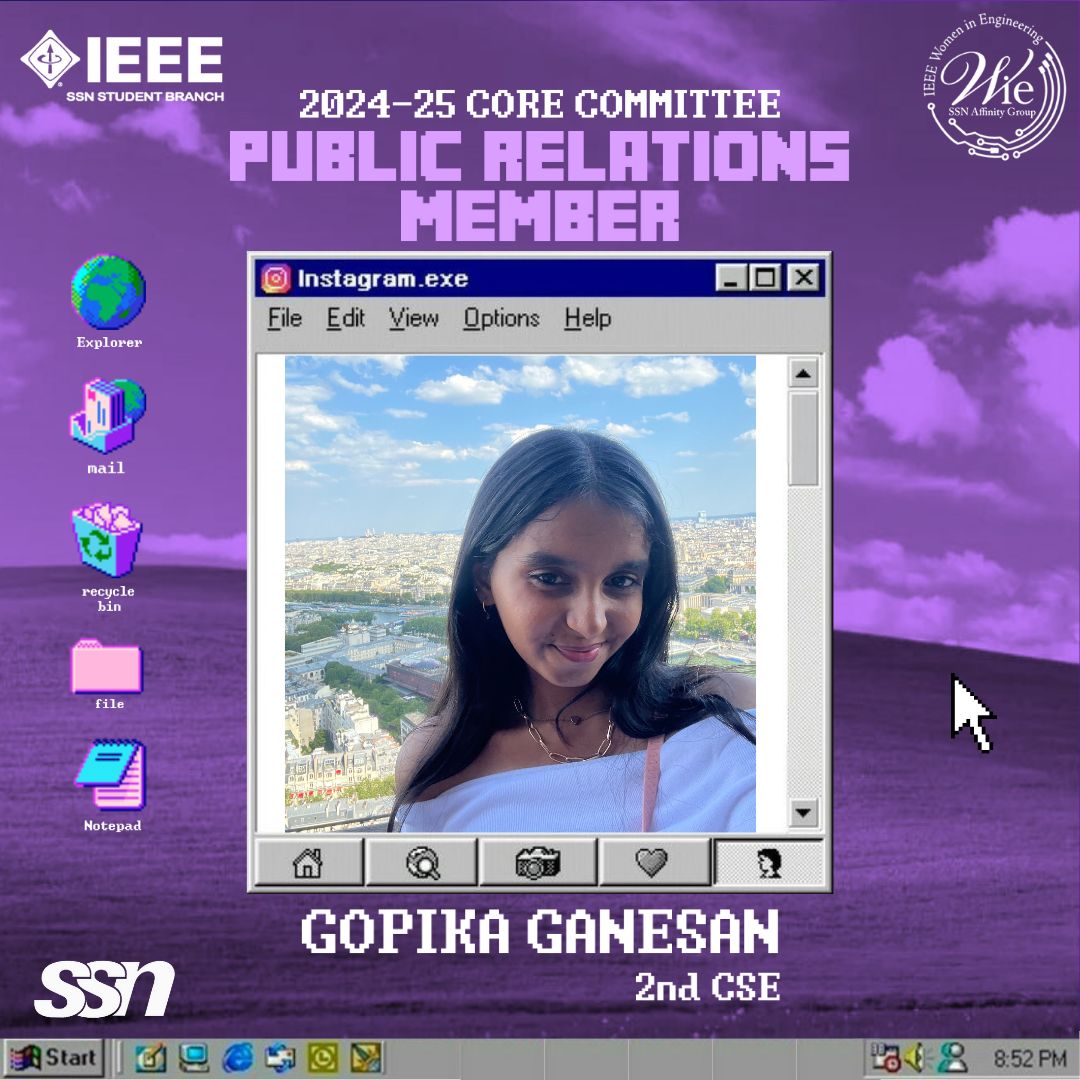 IEEE
SSN STUDENT BRANCH
IEEE Women in Engineering
WiE
SSN Affinity Group
2024-25 CORE COMMITTEE
PUBLIC RELATIONS
MEMBER
Instagram.exe
File Edit View Options Help
Explorer
mail
recycle
bin
file
Notepad
GOPIKA GANESAN
2nd CSE
ssn
Start
8:52 PM